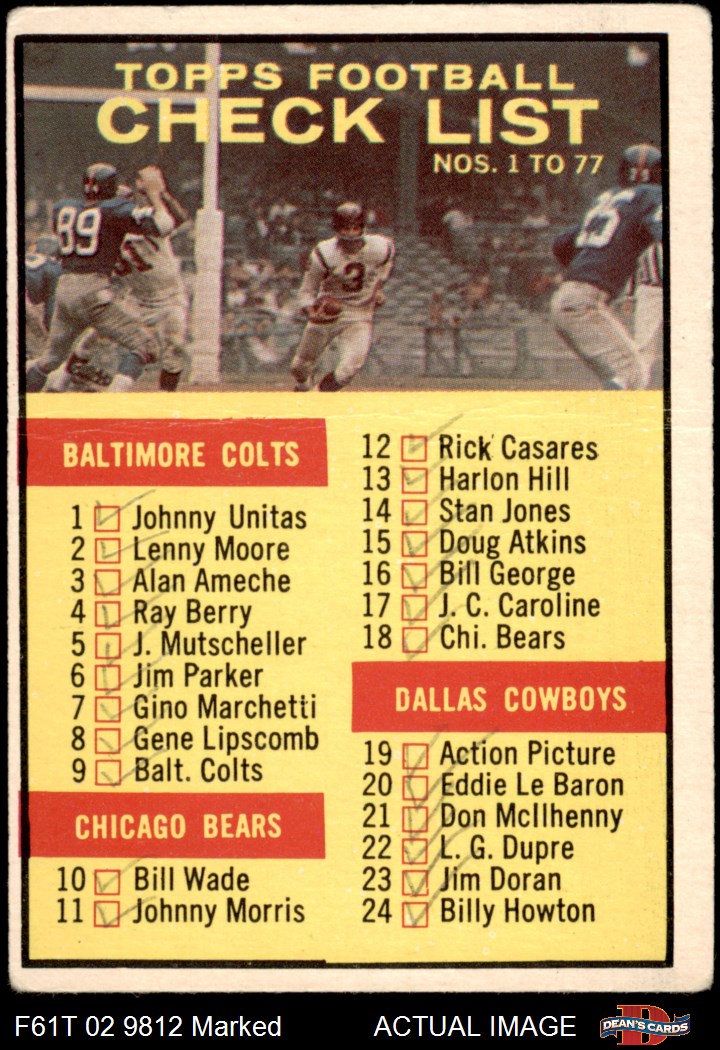 TOPPS FOOTBALL
CHECK LIST
NOS. 1 TO 77
89
3
25
BALTIMORE COLTS
1 Johnny Unitas
2 Lenny Moore
3 Alan Ameche
4 Ray Berry
5 J. Mutscheller
6 Jim Parker
7 Gino Marchetti
8 Gene Lipscomb
9 Balt. Colts
CHICAGO BEARS
10 Bill Wade
11 Johnny Morris
12 Rick Casares
13 Harlon Hill
14 Stan Jones
15 Doug Atkins
16 Bill George
17 J. C. Caroline
18 Chi. Bears
DALLAS COWBOYS
19 Action Picture
20 Eddie Le Baron
21 Don McIlhenny
22 L. G. Dupre
23 Jim Doran
24 Billy Howton
F61T 02 9812 Marked ACTUAL IMAGE
DEAN'S CARDS